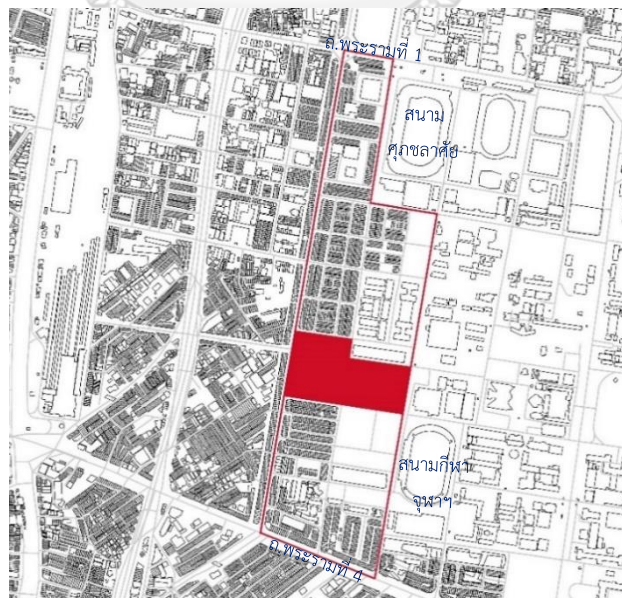 ถ.พระรามที่ 1
สนาม
ศุภชลาศัย
สนามกีฬา
จุฬาฯ
ถ.พระรามที่ 4